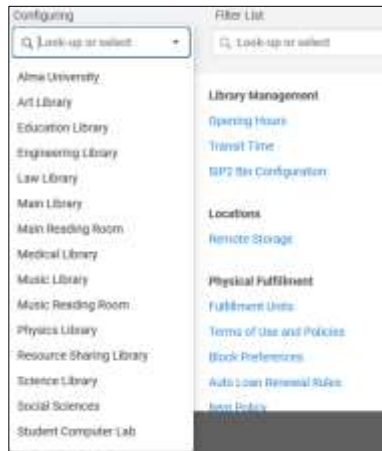 Configuring
Look-up or select
Alma University
Art Library
Education Library
Engineering Library
Law Library
Main Library
Main Reading Room
Medical Library
Music Library
Music Reading Room
Physics Library
Resource Sharing Library
Science Library
Social Sciences
Student Computer Lab
Filter List
Look-up or select
Library Management
Opening Hours
Transit Time
SIP2 Bin Configuration
Locations
Remote Storage
Physical Fulfillment
Fulfillment Units
Terms of Use and Policies
Block Preferences
Auto Loan Renewal Rules
Item Policy